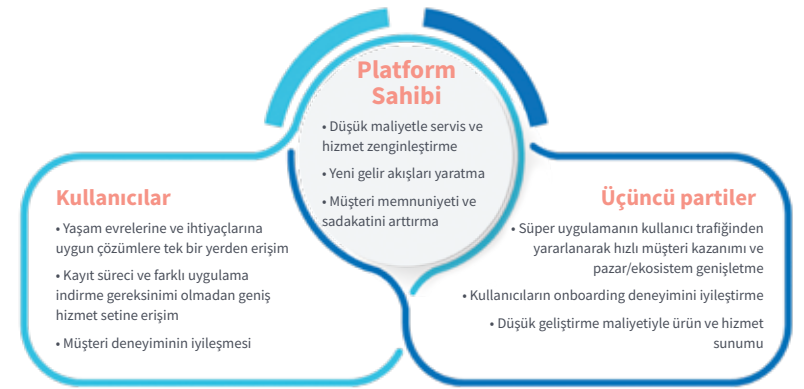 Platform
Sahibi
• Düşük maliyetle servis ve
hizmet zenginleştirme
• Yeni gelir akışları yaratma
• Müşteri memnuniyeti ve
sadakatini arttırma
Kullanıcılar
• Yaşam evrelerine ve ihtiyaçlarına
uygun çözümlere tek bir yerden erişim
• Kayıt süreci ve farklı uygulama
indirme gereksinimi olmadan geniş
hizmet setine erişim
• Müşteri deneyiminin iyileşmesi
Üçüncü partiler
• Süper uygulamanın kullanıcı trafiğinden
yararlanarak hızlı müşteri kazanımı ve
pazar/ekosistem genişletme
• Kullanıcıların onboarding deneyimini iyileştirme
• Düşük geliştirme maliyetiyle ürün ve hizmet
sunumu